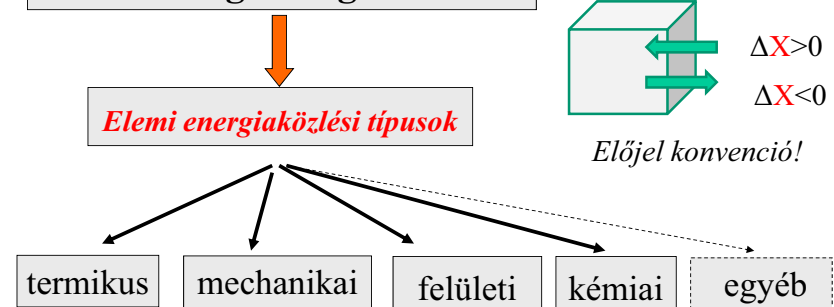 ΔX>0
ΔX<0
Előjel konvenció!
Elemi energiaközlési típusok
termikus
mechanikai
felületi
kémiai
egyéb